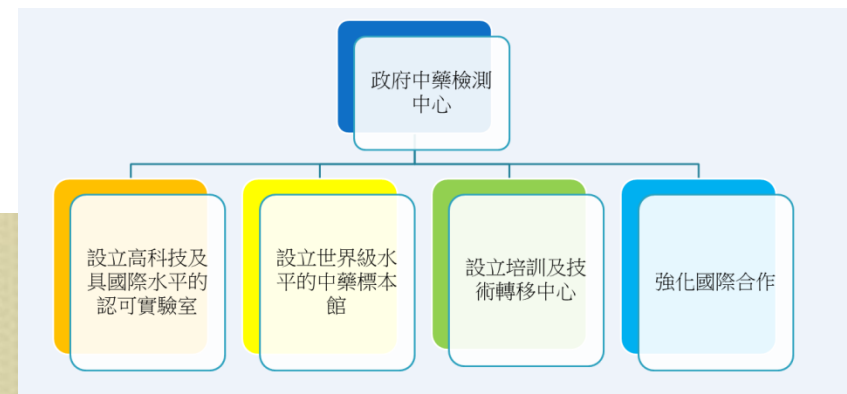 政府中藥檢測
中心
設立高科技及
具國際水平的
認可實驗室
設立世界級水
平的中藥標本
館
設立培訓及技
術轉移中心
強化國際合作